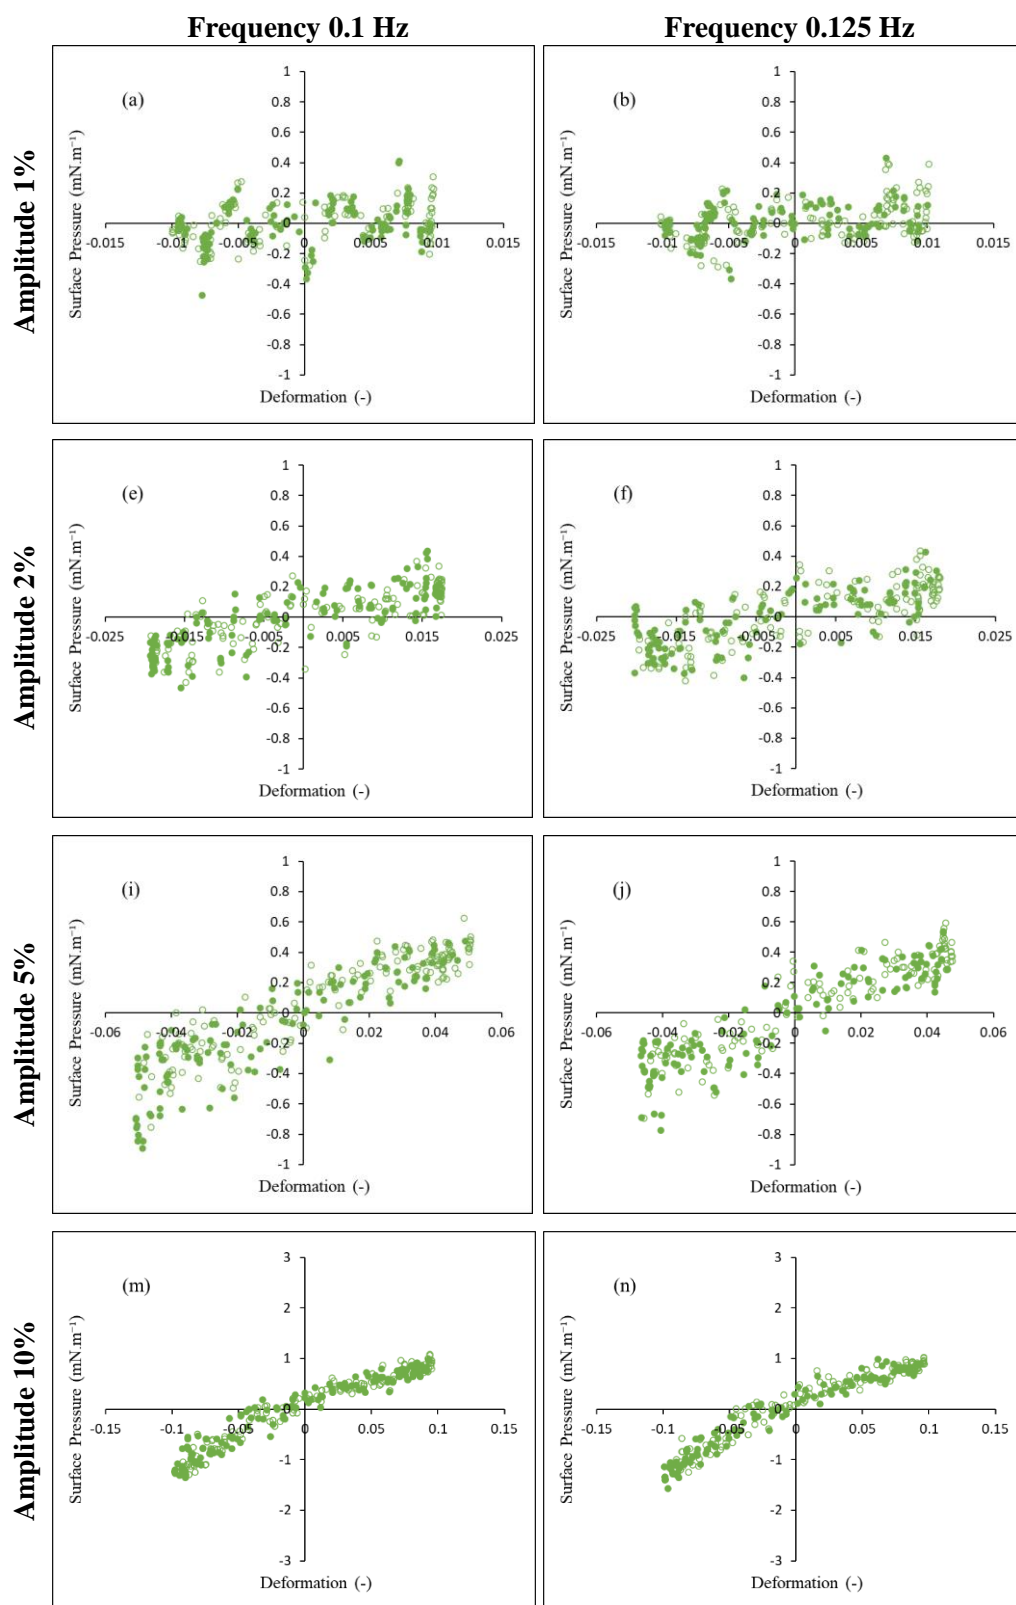 Frequency 0.1 Hz
Frequency 0.125 Hz
Amplitude 1%
(a)
Surface Pressure (mN.m⁻¹)
1
0.8
0.6
0.4
0.2
0
-0.2
-0.4
-0.6
-0.8
-1
-0.015 -0.01 -0.005 0 0.005 0.01 0.015
Deformation (-)
(b)
Surface Pressure (mN.m⁻¹)
1
0.8
0.6
0.4
0.2
0
-0.2
-0.4
-0.6
-0.8
-1
-0.015 -0.01 -0.005 0 0.005 0.01 0.015
Deformation (-)
Amplitude 2%
(e)
Surface Pressure (mN.m⁻¹)
1
0.8
0.6
0.4
0.2
0
-0.2
-0.4
-0.6
-0.8
-1
-0.025 -0.015 -0.005 0.005 0.015 0.025
Deformation (-)
(f)
Surface Pressure (mN.m⁻¹)
1
0.8
0.6
0.4
0.2
0
-0.2
-0.4
-0.6
-0.8
-1
-0.025 -0.015 -0.005 0.005 0.015 0.025
Deformation (-)
Amplitude 5%
(i)
Surface Pressure (mN.m⁻¹)
1
0.8
0.6
0.4
0.2
0
-0.2
-0.4
-0.6
-0.8
-1
-0.06 -0.04 -0.02 0 0.02 0.04 0.06
Deformation (-)
(j)
Surface Pressure (mN.m⁻¹)
1
0.8
0.6
0.4
0.2
0
-0.2
-0.4
-0.6
-0.8
-1
-0.06 -0.04 -0.02 0 0.02 0.04 0.06
Deformation (-)
Amplitude 10%
(m)
Surface Pressure (mN.m⁻¹)
3
2
1
0
-1
-2
-3
-0.15 -0.1 -0.05 0 0.05 0.1 0.15
Deformation (-)
(n)
Surface Pressure (mN.m⁻¹)
3
2
1
0
-1
-2
-3
-0.15 -0.1 -0.05 0 0.05 0.1 0.15
Deformation (-)